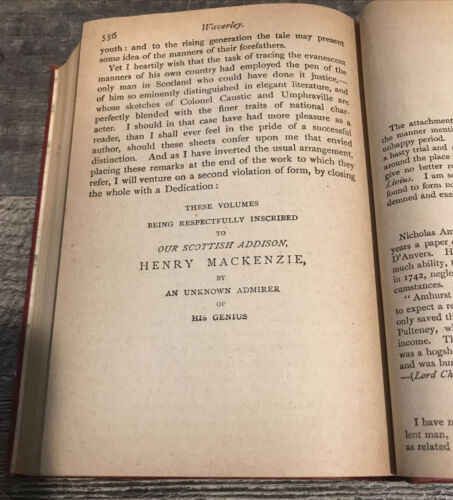 556
Waverley.
youth: and to the rising generation the tale may present
some idea of the manners of their forefathers.
Yet I heartily wish that the task of tracing the evanescent
manners of his own country had employed the pen of the
only man in Scotland who could have done it justice,—
of him so eminently distinguished in elegant literature, and
whose sketches of Colonel Caustic and Umphraville are
perfectly blended with the finer traits of national char-
acter. I should in that case have had more pleasure as a
reader, than I shall ever feel in the pride of a successful
author, should these sheets confer upon me that envied
distinction. And as I have inverted the usual arrangement,
placing these remarks at the end of the work to which they
refer, I will venture on a second violation of form, by closing
the whole with a Dedication:
THESE VOLUMES
BEING RESPECTFULLY INSCRIBED
TO
OUR SCOTTISH ADDISON,
HENRY MACKENZIE,
BY
AN UNKNOWN ADMIRER
OF
HIS GENIUS
The attachment
the manner menti
unhappy period.
a hasty trial and
around the place
give no better r
Livius. I am s
found to form no
demned and exe
Nicholas Am
years a paper
D'Anvers. H
much ability, t
in 1742, negle
cumstances.
"Amhurst
to expect a re
only saved th
Pulteney, w
income. Th
was a hogsh
and was bur
—(Lord Ch
I have n
lent man,
as related